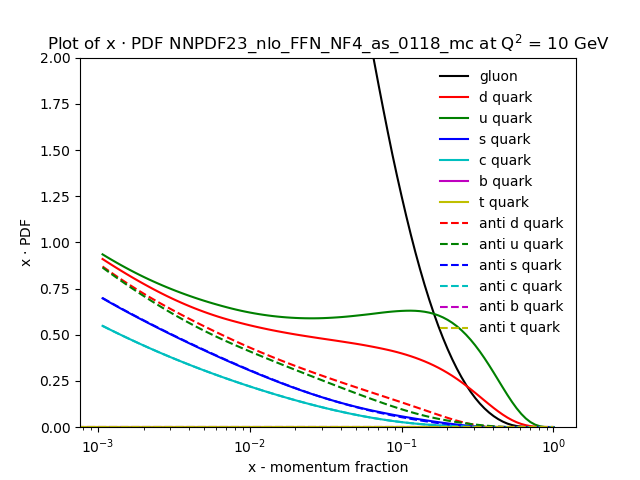 Plot of x · PDF NNPDF23_nlo_FFN_NF4_as_0118_mc at Q² = 10 GeV
2.00
1.75
1.50
1.25
1.00
0.75
0.50
0.25
0.00
x · PDF
gluon
d quark
u quark
s quark
c quark
b quark
t quark
anti d quark
anti u quark
anti s quark
anti c quark
anti b quark
anti t quark
10⁻³ 10⁻² 10⁻¹ 10⁰
x - momentum fraction